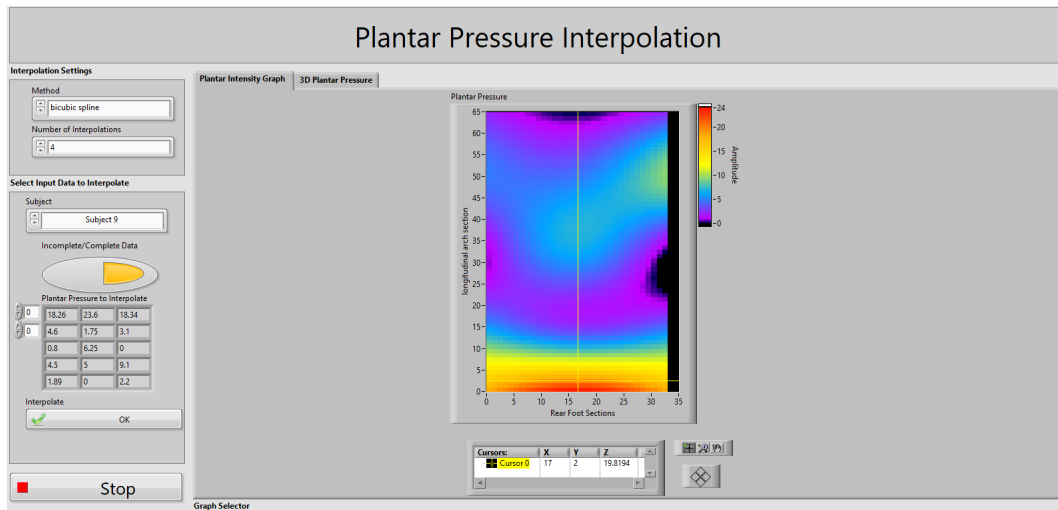 Plantar Pressure Interpolation
Interpolation Settings
Method
bicubic spline
Number of Interpolations
4
Select Input Data to Interpolate
Subject
Subject 9
Incomplete/Complete Data
Plantar Pressure to Interpolate
0 18.26 23.6 18.34
0 4.6 1.75 3.1
0.8 6.25 0
4.5 5 9.1
1.89 0 2.2
Interpolate
OK
Stop
Plantar Intensity Graph 3D Plantar Pressure
Plantar Pressure
longitudinal arch section
65
60
55
50
45
40
35
30
25
20
15
10
5
0
0 5 10 15 20 25 30 35
Rear Foot Sections
24
20
15
10
5
0
Amplitude
Cursors: X Y Z
Cursor 0 17 2 19.8194
Graph Selector